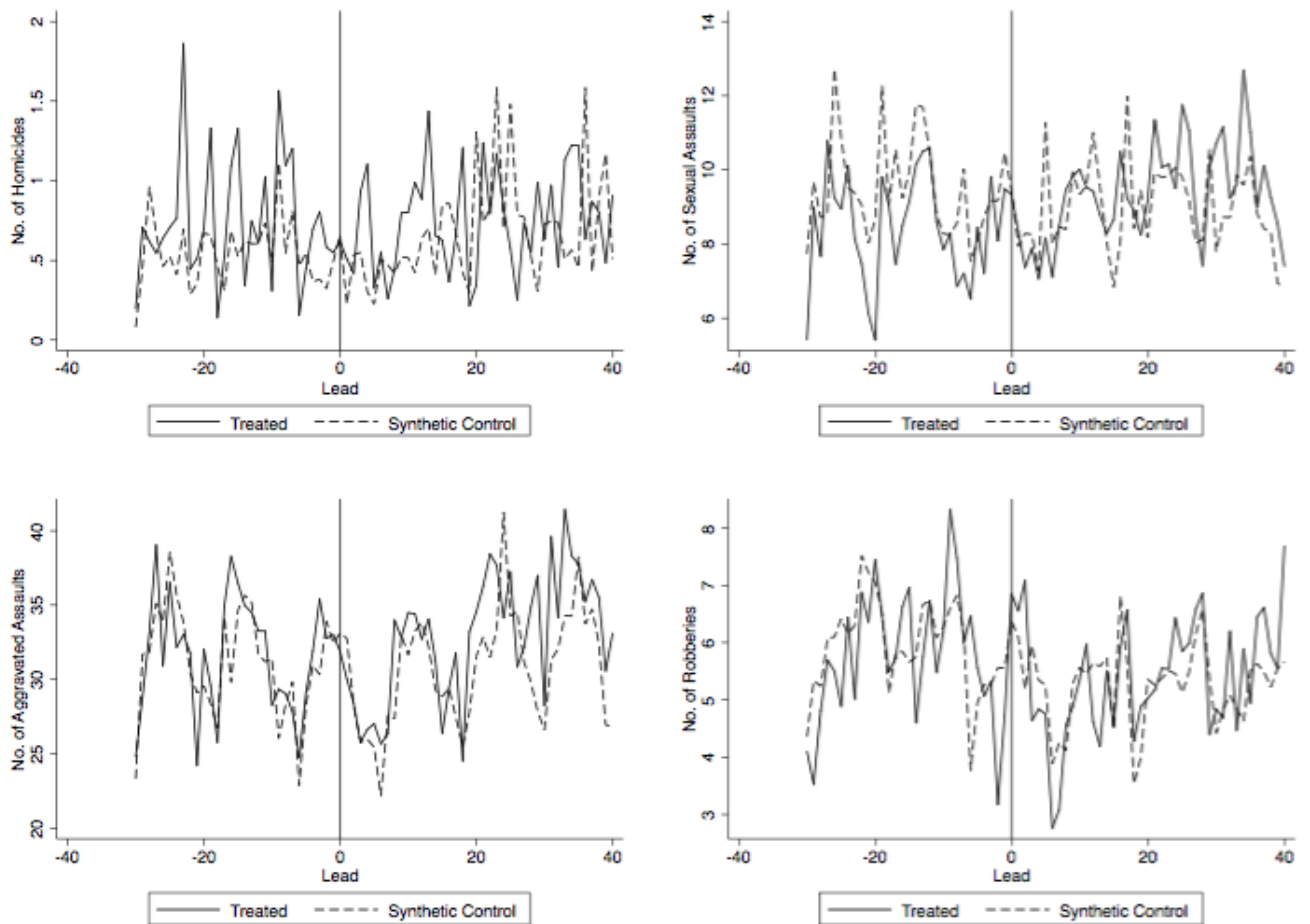 No. of Homicides
2
1.5
1
.5
0
-40 -20 0 20 40
Lead
Treated Synthetic Control
No. of Sexual Assaults
14
12
10
8
6
-40 -20 0 20 40
Lead
Treated Synthetic Control
No. of Aggravated Assaults
40
35
30
25
20
-40 -20 0 20 40
Lead
Treated Synthetic Control
No. of Robberies
8
7
6
5
4
3
-40 -20 0 20 40
Lead
Treated Synthetic Control